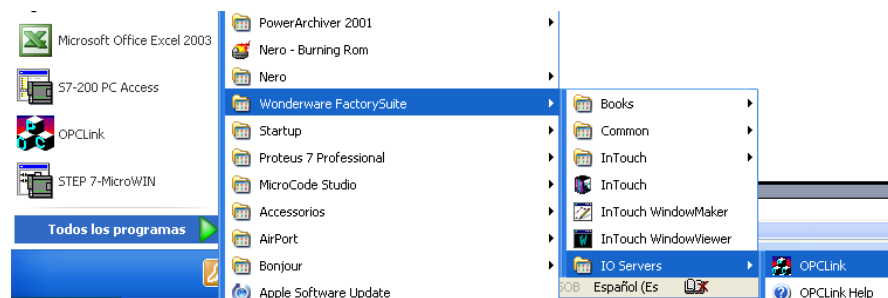 Microsoft Office Excel 2003
S7-200 PC Access
OPCLink
STEP 7-MicroWIN
Todos los programas
PowerArchiver 2001
Nero - Burning Rom
Nero
Wonderware FactorySuite
Startup
Proteus 7 Professional
MicroCode Studio
Accessorios
AirPort
Bonjour
Apple Software Update
Books
Common
InTouch
InTouch
InTouch WindowMaker
InTouch WindowViewer
IO Servers
SOB Español (Es
OPCLink
OPCLink Help